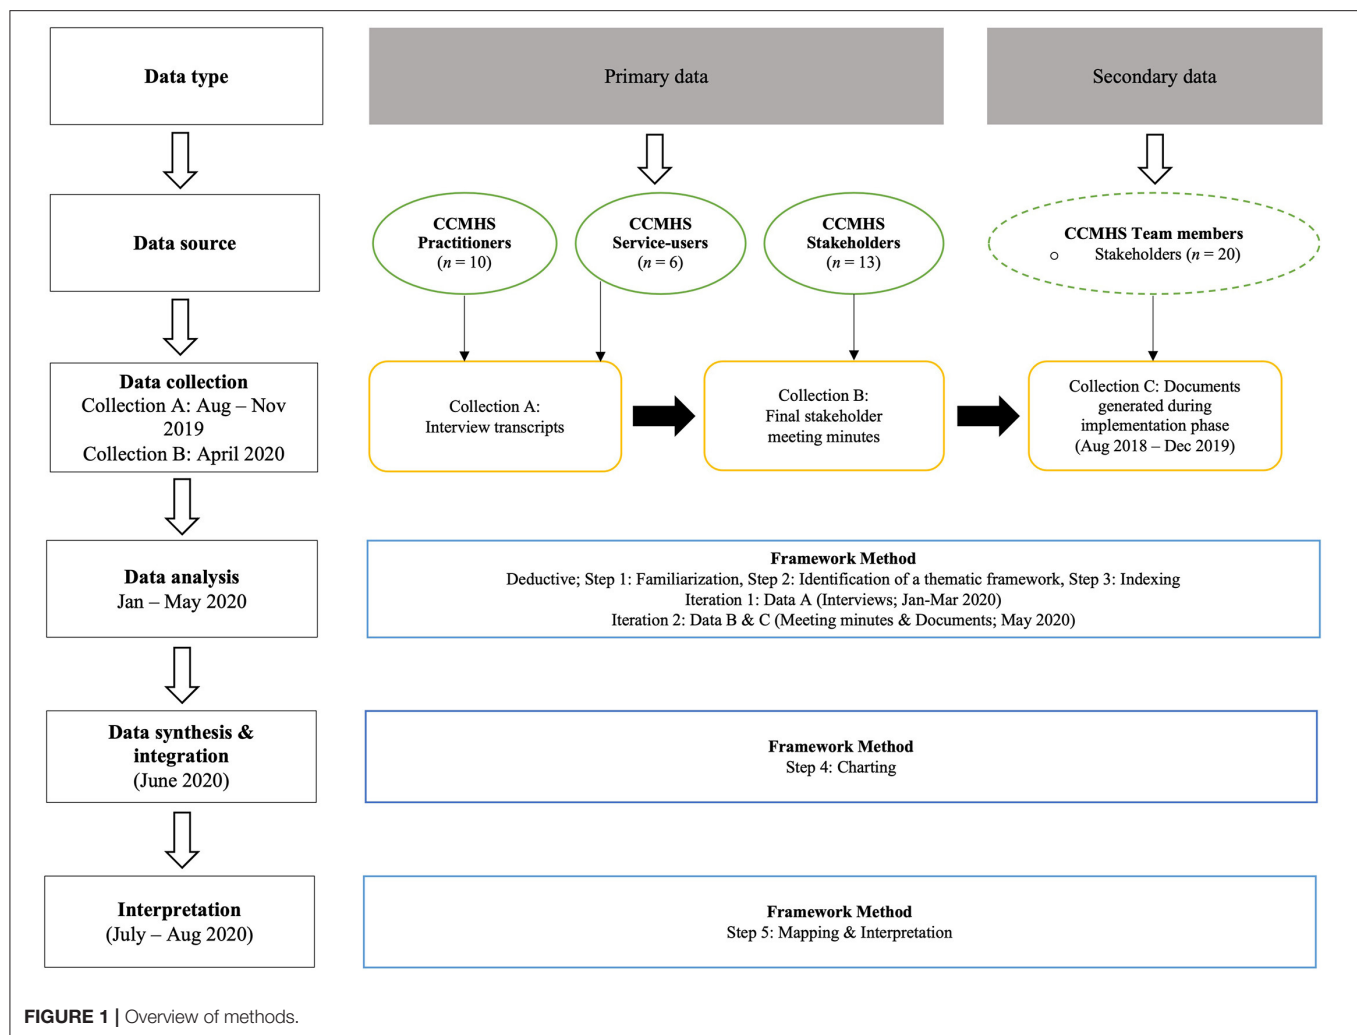 Data type
Primary data
Secondary data
Data source
CCMHS
Practitioners
(n = 10)
CCMHS
Service-users
(n = 6)
CCMHS
Stakeholders
(n = 13)
CCMHS Team members
Stakeholders (n = 20)
Data collection
Collection A: Aug – Nov
2019
Collection B: April 2020
Collection A:
Interview transcripts
Collection B:
Final stakeholder
meeting minutes
Collection C: Documents
generated during
implementation phase
(Aug 2018 – Dec 2019)
Data analysis
Jan – May 2020
Framework Method
Deductive; Step 1: Familiarization, Step 2: Identification of a thematic framework, Step 3: Indexing
Iteration 1: Data A (Interviews; Jan-Mar 2020)
Iteration 2: Data B & C (Meeting minutes & Documents; May 2020)
Data synthesis &
integration
(June 2020)
Framework Method
Step 4: Charting
Interpretation
(July – Aug 2020)
Framework Method
Step 5: Mapping & Interpretation
FIGURE 1 | Overview of methods.